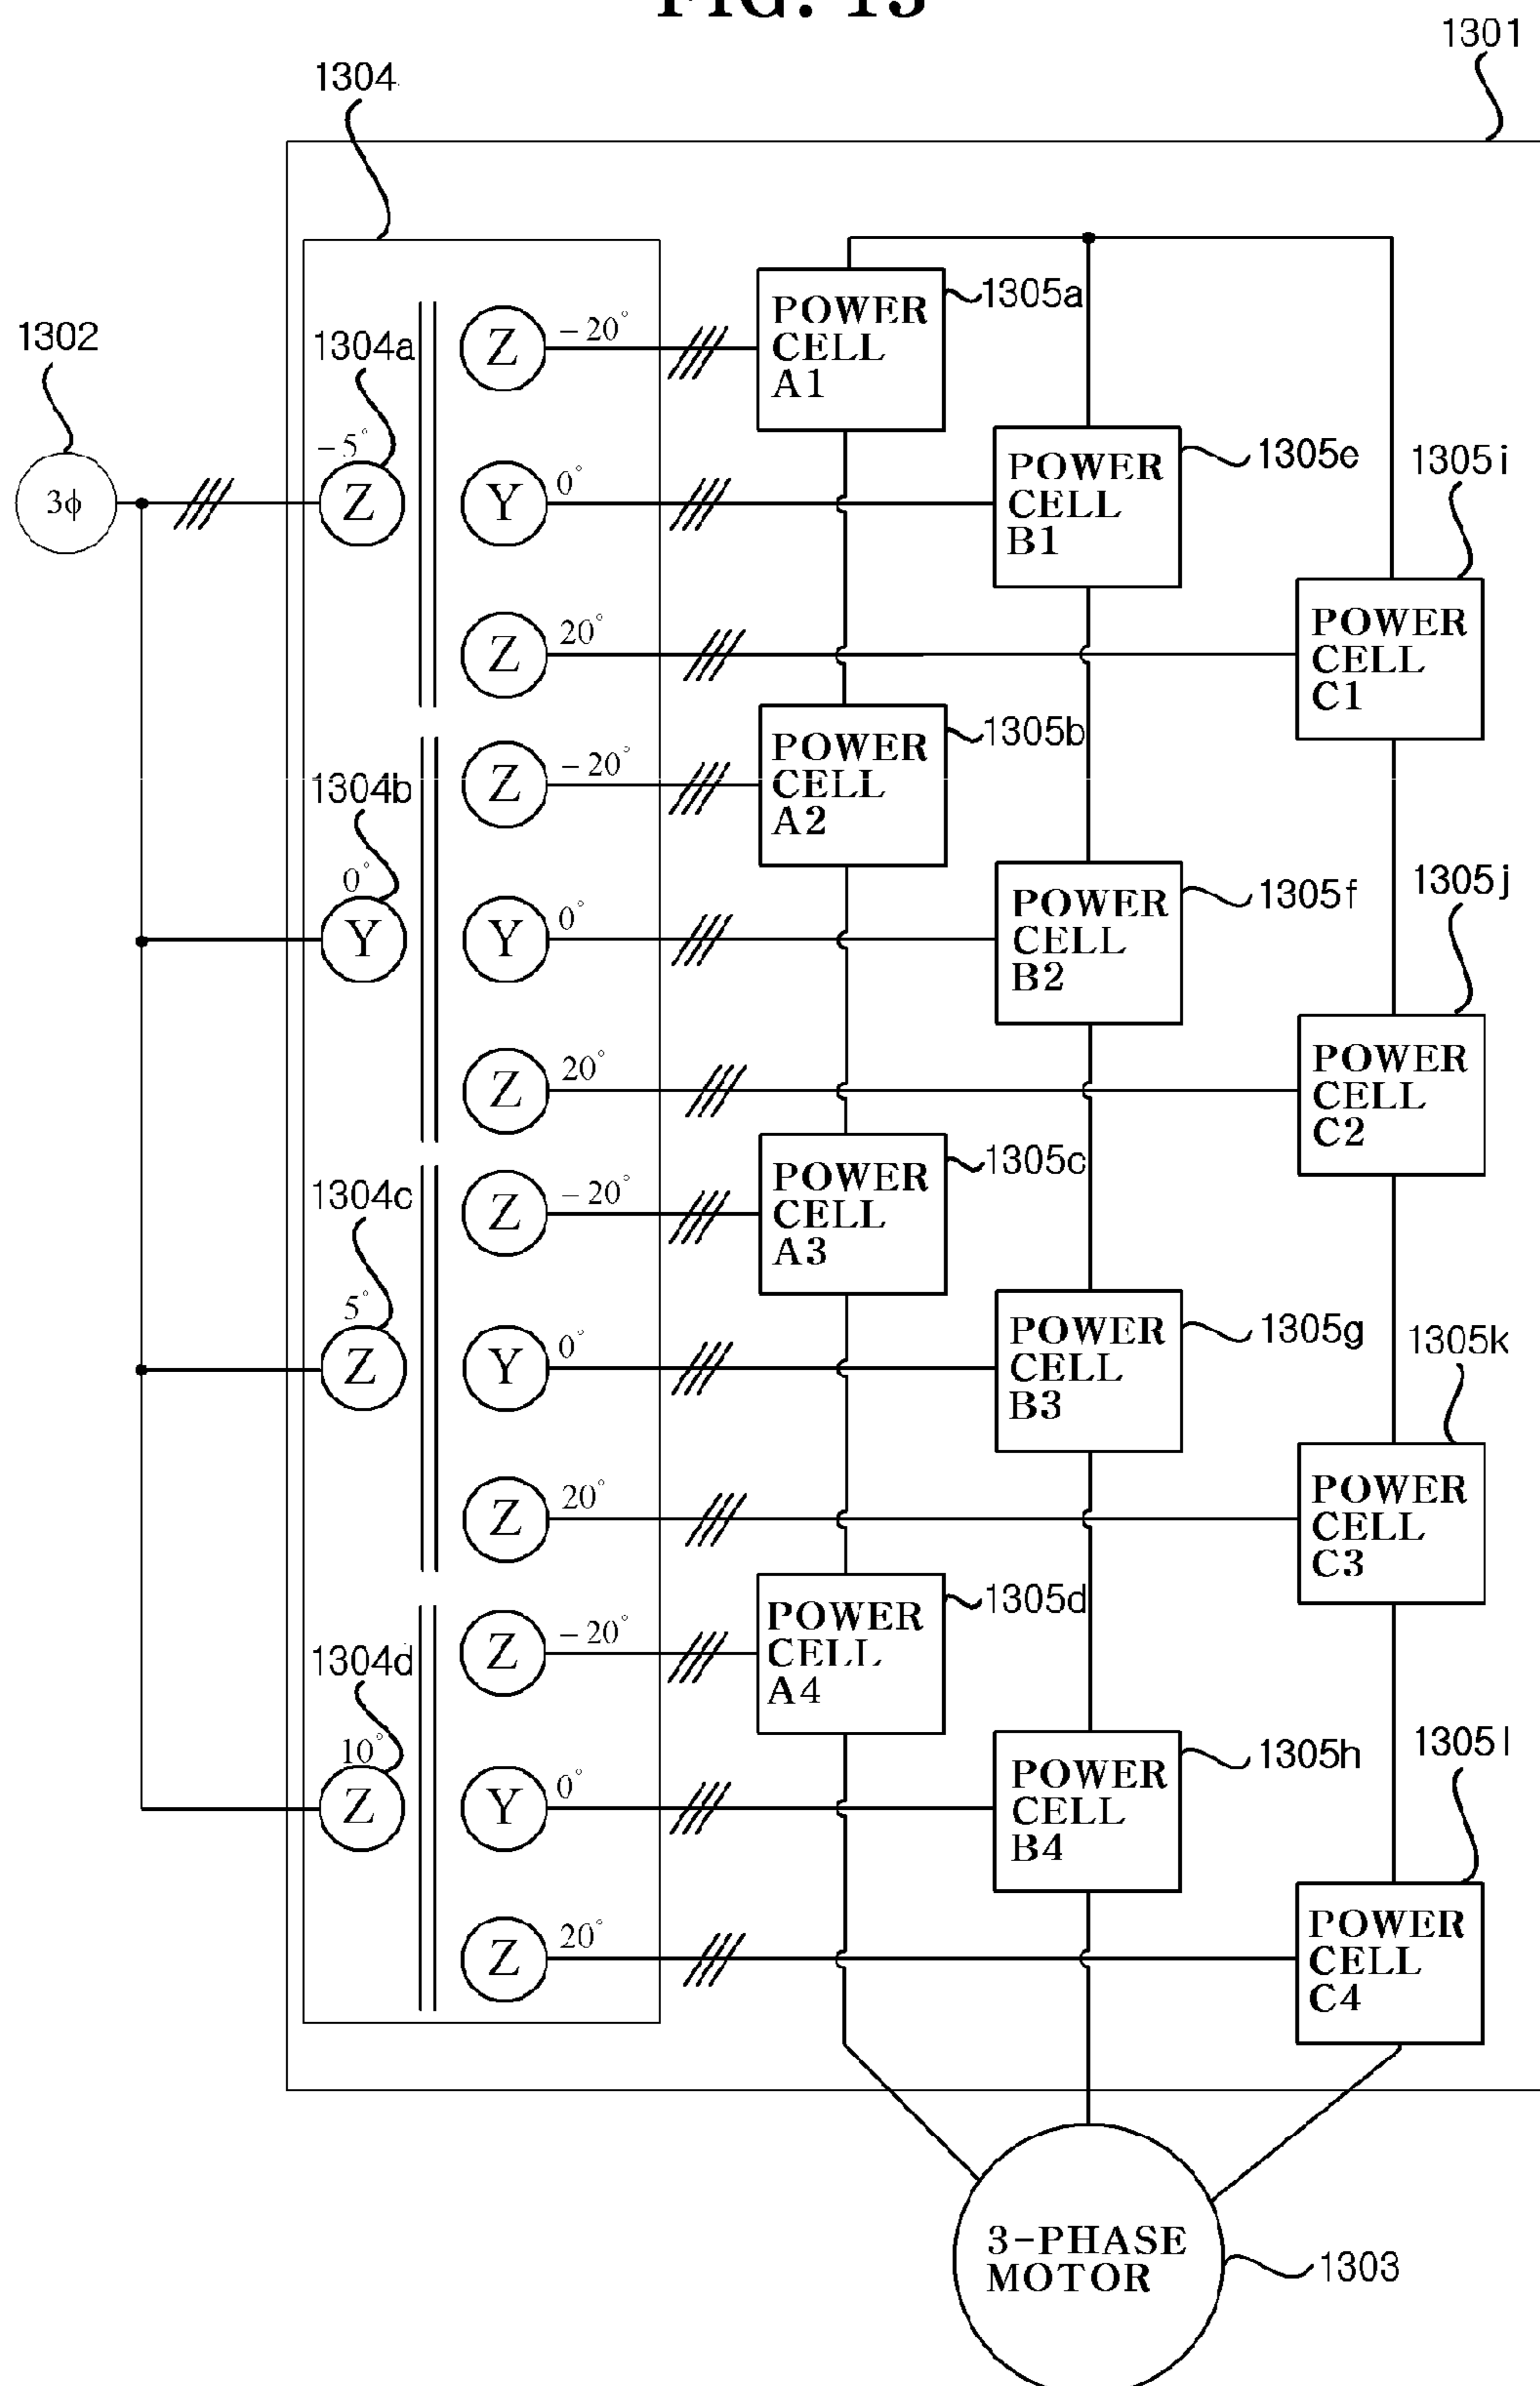 1301
1304
1305a
POWER
CELL
A1
-20°
Z
1302
1304a
-5°
3ϕ
Z
Y
0°
POWER
CELL
B1
1305e
1305i
Z
20°
POWER
CELL
C1
1305b
POWER
CELL
A2
Z
-20°
1304b
0°
Y
Y
0°
POWER
CELL
B2
1305f
1305j
Z
20°
POWER
CELL
C2
1305c
POWER
CELL
A3
Z
-20°
1304c
5°
Z
Y
0°
POWER
CELL
B3
1305g
1305k
Z
20°
POWER
CELL
C3
1305d
POWER
CELL
A4
Z
-20°
1304d
10°
Z
Y
0°
POWER
CELL
B4
1305h
1305l
Z
20°
POWER
CELL
C4
3-PHASE
MOTOR
1303